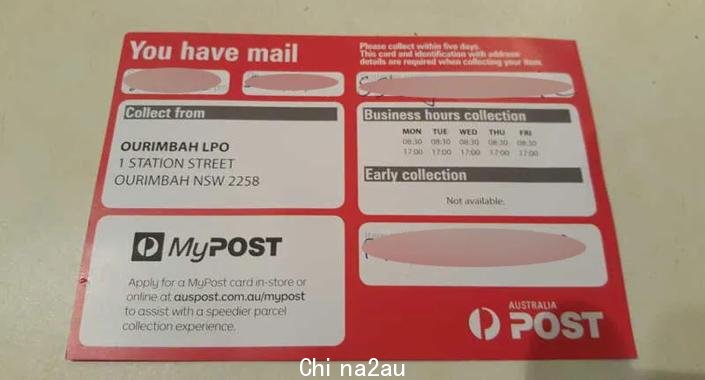 You have mail
Please collect within five days.
This card and identification with address
details are required when collecting your item.
Collect from
OURIMBAH LPO
1 STATION STREET
OURIMBAH NSW 2258
Business hours collection
MON TUE WED THU FRI
08:30 08:30 08:30 08:30 08:30
17:00 17:00 17:00 17:00 17:00
Early collection
Not available.
MyPOST
Apply for a MyPost card in-store or
online at auspost.com.au/mypost
to assist with a speedier parcel
collection experience.
AUSTRALIA
POST
Chi na2au